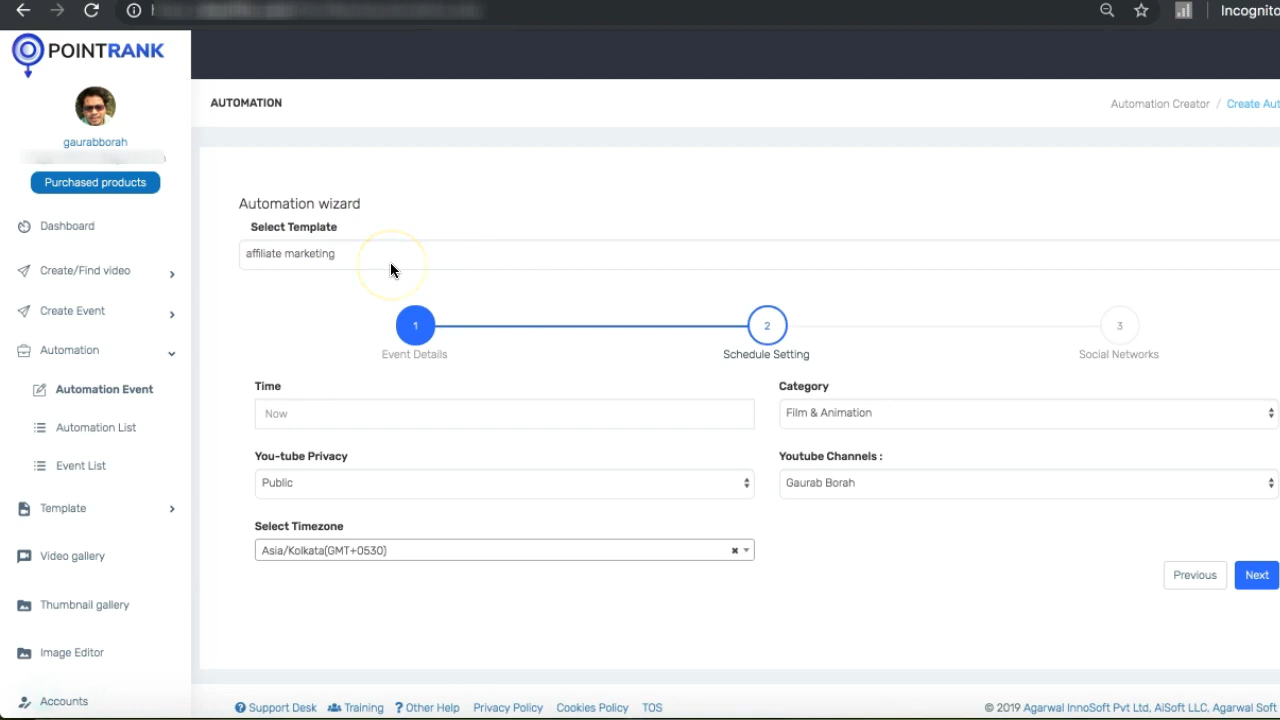 Incognito
POINTRANK
gaurabborah
Purchased products
Dashboard
Create/Find video
Create Event
Automation
Automation Event
Automation List
Event List
Template
Video gallery
Thumbnail gallery
Image Editor
Accounts
AUTOMATION
Automation Creator / Create Aut
Automation wizard
Select Template
affiliate marketing
1 2 3
Event Details Schedule Setting Social Networks
Time Category
Now Film & Animation
You-tube Privacy Youtube Channels :
Public Gaurab Borah
Select Timezone
Asia/Kolkata(GMT+0530)
Previous Next
Support Desk Training Other Help Privacy Policy Cookies Policy TOS © 2019 Agarwal InnoSoft Pvt Ltd, AiSoft LLC, Agarwal Soft